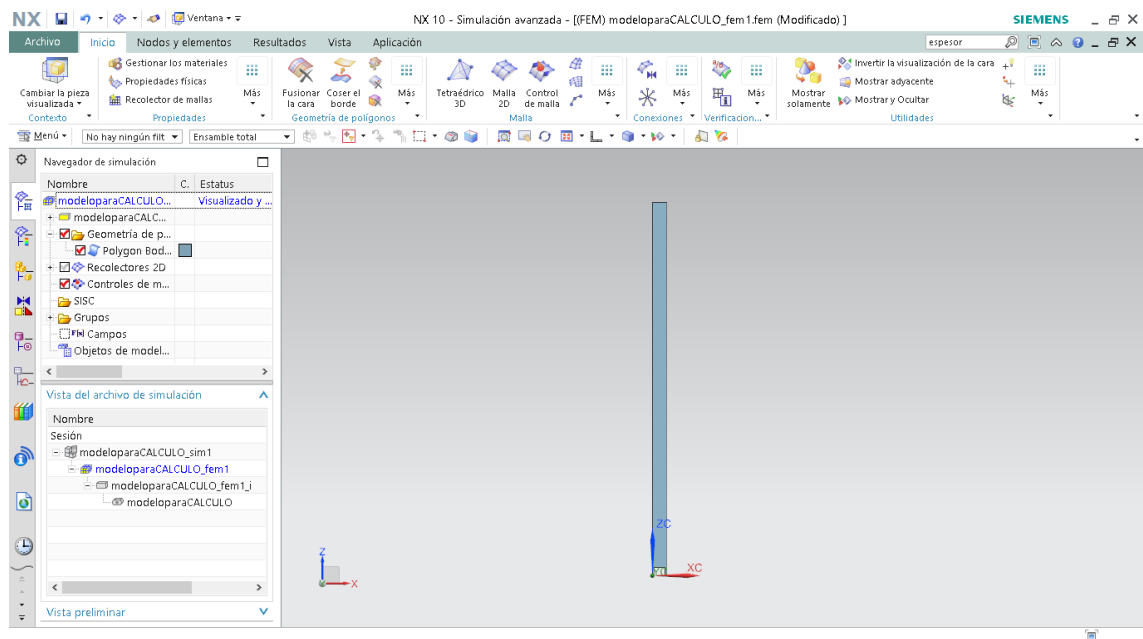 NX Ventana NX 10 - Simulación avanzada - [(FEM) modeloparaCALCULO_fem1.fem (Modificado) ] SIEMENS
Archivo Inicio Nodos y elementos Resultados Vista Aplicación espesor
Cambiar la pieza visualizada
Gestionar los materiales
Propiedades físicas
Recolector de mallas
Más
Fusionar la cara
Coser el borde
Más
Tetraédrico 3D
Malla 2D
Control de malla
Más
Más
Más
Mostrar solamente
Invertir la visualización de la cara
Mostrar adyacente
Mostrar y Ocultar
Más
Contexto Propiedades Geometría de polígonos Malla Conexiones Verificacion... Utilidades
Menú No hay ningún filt Ensamble total
Navegador de simulación
Nombre C. Estatus
modeloparaCALCULO... Visualizado y ...
modeloparaCALC...
Geometría de p...
Polygon Bod...
Recolectores 2D
Controles de m...
SISC
Grupos
Campos
Objetos de model...
Vista del archivo de simulación
Nombre
Sesión
modeloparaCALCULO_sim1
modeloparaCALCULO_fem1
modeloparaCALCULO_fem1_i
modeloparaCALCULO
Vista preliminar
ZC
XC
Z
X